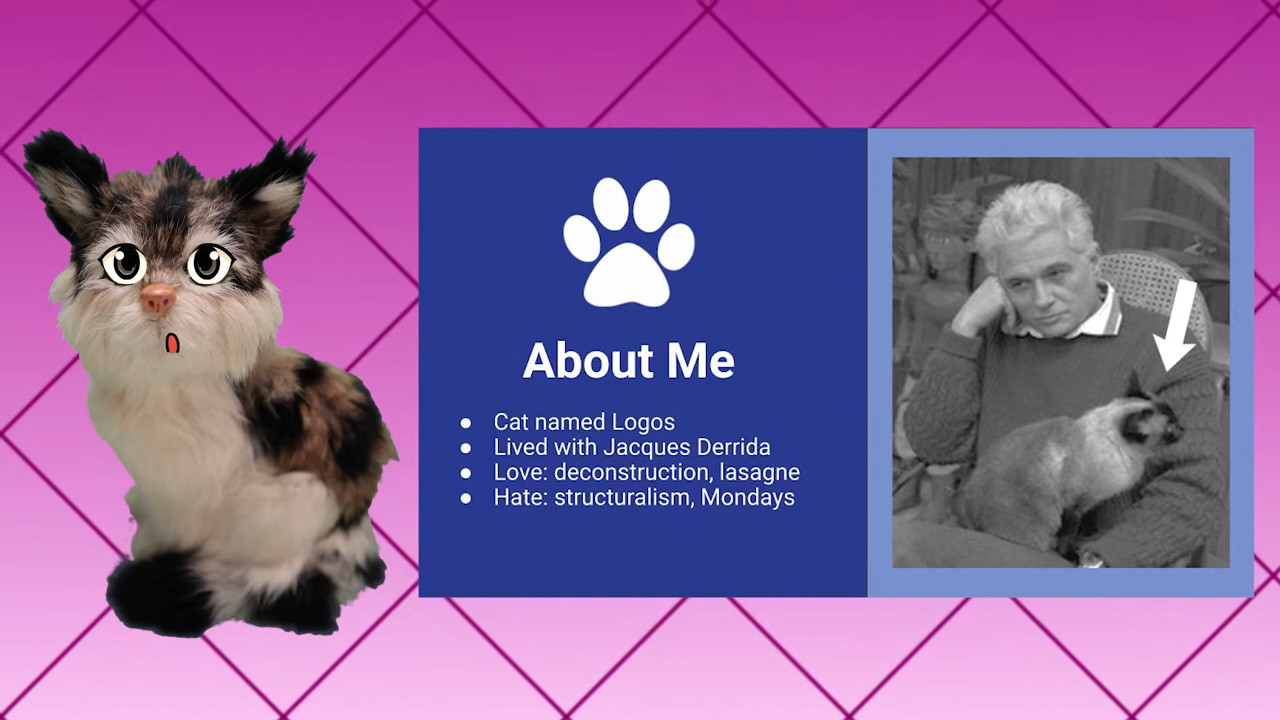 About Me
● Cat named Logos
● Lived with Jacques Derrida
● Love: deconstruction, lasagne
● Hate: structuralism, Mondays